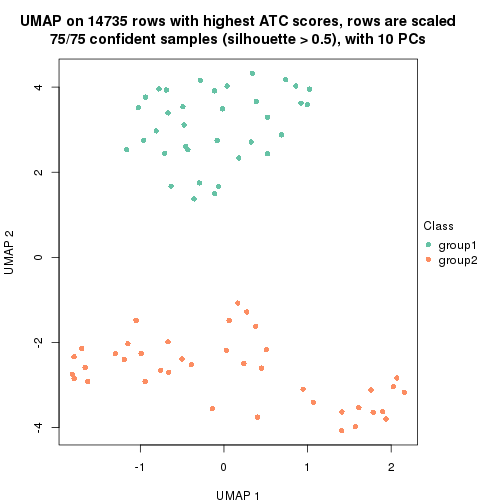 UMAP on 14735 rows with highest ATC scores, rows are scaled
75/75 confident samples (silhouette > 0.5), with 10 PCs
4
2
0
-2
-4
UMAP 2
-1
0
1
2
UMAP 1
Class
group1
group2